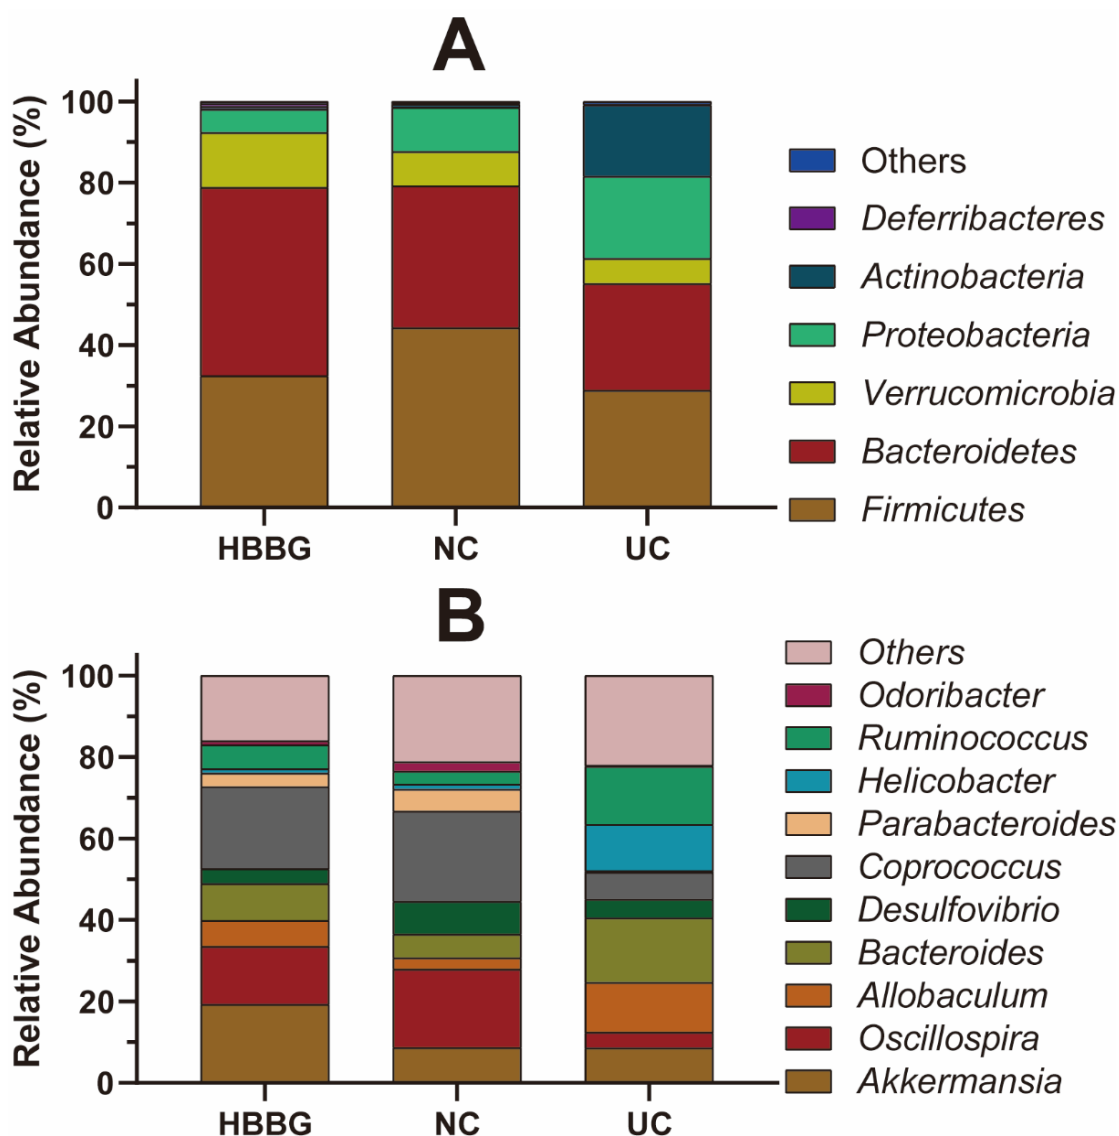 A
Relative Abundance (%)
100
80
60
40
20
0
HBBG
NC
UC
Others
Deferribacteres
Actinobacteria
Proteobacteria
Verrucomicrobia
Bacteroidetes
Firmicutes
B
Relative Abundance (%)
100
80
60
40
20
0
HBBG
NC
UC
Others
Odoribacter
Ruminococcus
Helicobacter
Parabacteroides
Coprococcus
Desulfovibrio
Bacteroides
Allobaculum
Oscillospira
Akkermansia